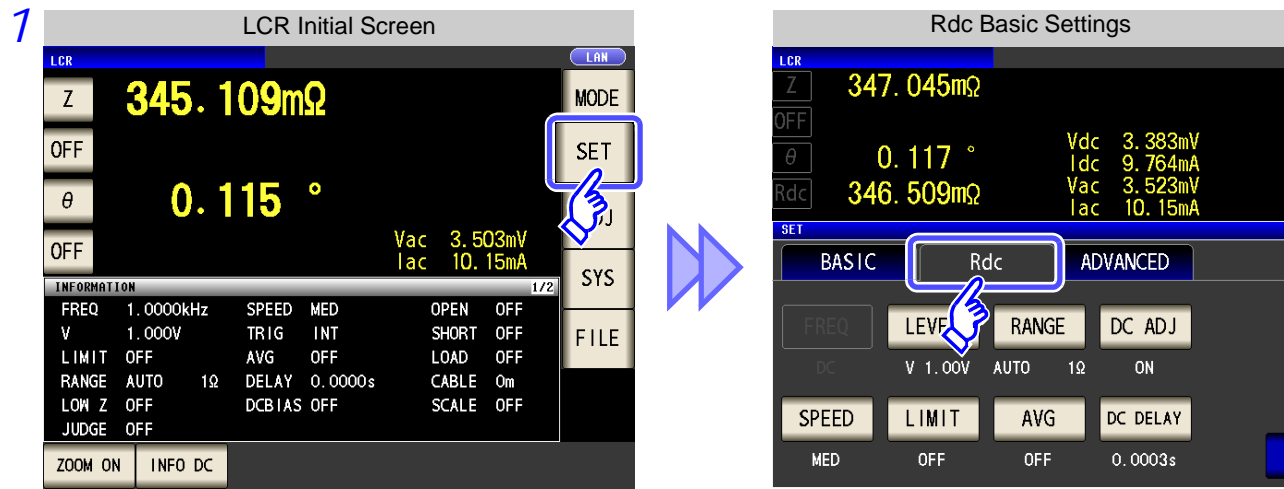 1
LCR Initial Screen
LCR
LAN
Z 345.109mΩ
OFF
θ 0.115 °
OFF
Vac 3.503mV
Iac 10.15mA
MODE
SET
SYS
FILE
INFORMATION 1/2
FREQ 1.0000kHz SPEED MED OPEN OFF
V 1.000V TRIG INT SHORT OFF
LIMIT OFF AVG OFF LOAD OFF
RANGE AUTO 1Ω DELAY 0.0000s CABLE 0m
LOW Z OFF DCBIAS OFF SCALE OFF
JUDGE OFF
ZOOM ON INFO DC
Rdc Basic Settings
LCR
Z 347.045mΩ
OFF
θ 0.117 °
Rdc 346.509mΩ
Vdc 3.383mV
Idc 9.764mA
Vac 3.523mV
Iac 10.15mA
SET
BASIC Rdc ADVANCED
FREQ LEVE RANGE DC ADJ
DC V 1.00V AUTO 1Ω ON
SPEED LIMIT AVG DC DELAY
MED OFF OFF 0.0003s